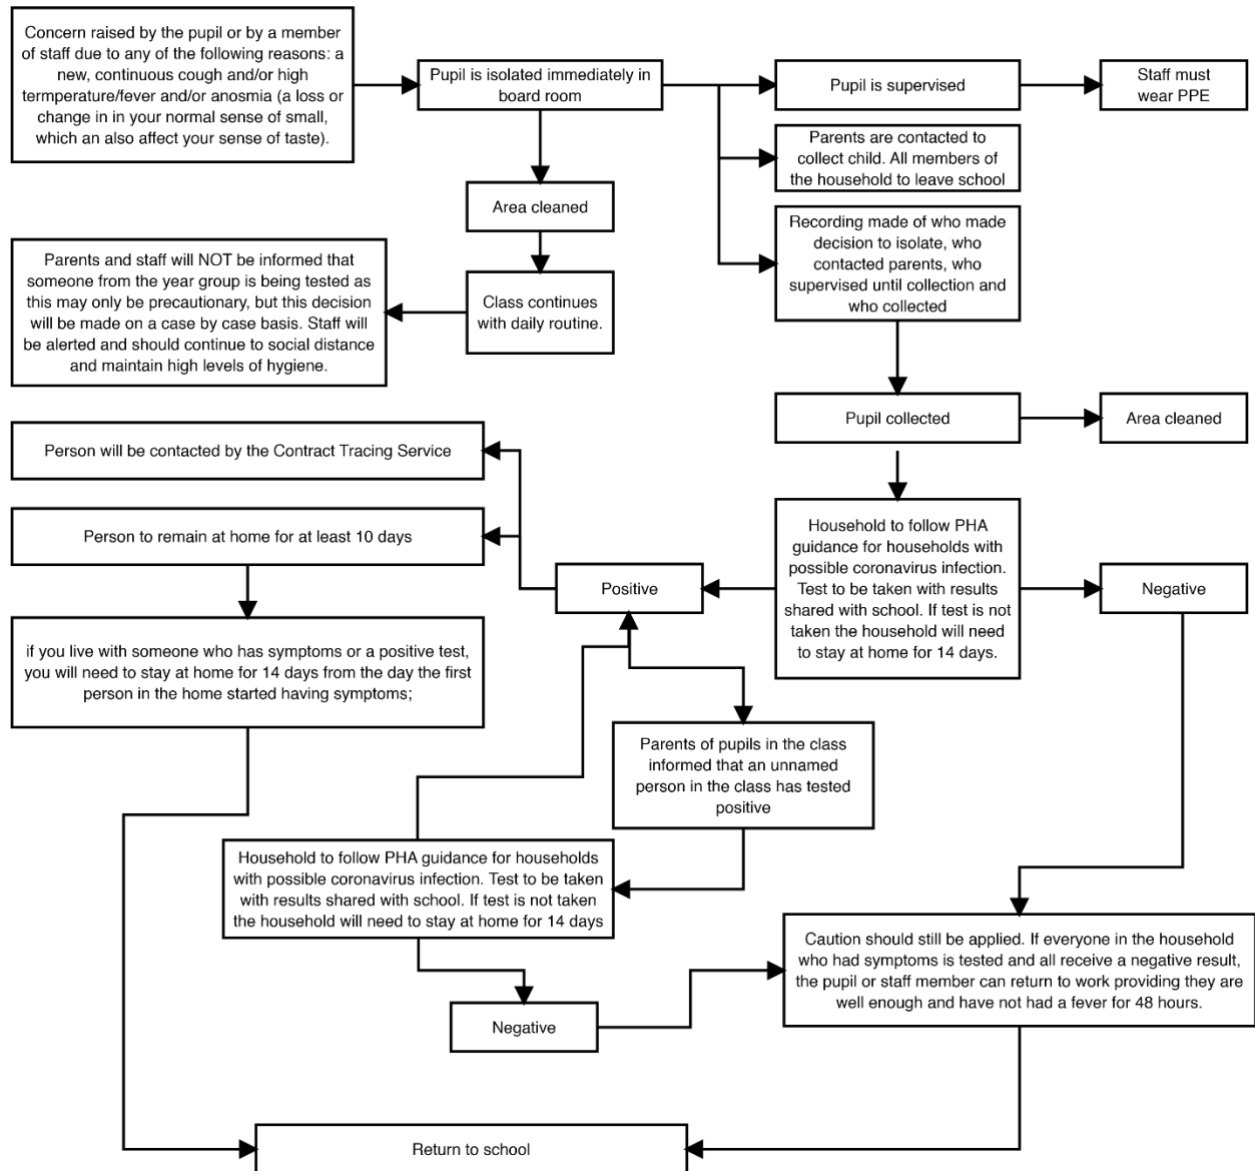 Concern raised by the pupil or by a member
of staff due to any of the following reasons: a
new, continuous cough and/or high
termperature/fever and/or anosmia (a loss or
change in in your normal sense of small,
which an also affect your sense of taste).
Pupil is isolated immediately in
board room
Pupil is supervised
Staff must
wear PPE
Parents are contacted to
collect child. All members of
the household to leave school
Area cleaned
Recording made of who made
decision to isolate, who
contacted parents, who
supervised until collection and
who collected
Parents and staff will NOT be informed that
someone from the year group is being tested as
this may only be precautionary, but this decision
will be made on a case by case basis. Staff will
be alerted and should continue to social distance
and maintain high levels of hygiene.
Class continues
with daily routine.
Pupil collected
Area cleaned
Person will be contacted by the Contract Tracing Service
Person to remain at home for at least 10 days
Household to follow PHA
guidance for households with
possible coronavirus infection.
Test to be taken with results
shared with school. If test is not
taken the household will need
to stay at home for 14 days.
Positive
Negative
if you live with someone who has symptoms or a positive test,
you will need to stay at home for 14 days from the day the first
person in the home started having symptoms;
Parents of pupils in the class
informed that an unnamed
person in the class has tested
positive
Household to follow PHA guidance for households
with possible coronavirus infection. Test to be taken
with results shared with school. If test is not taken
the household will need to stay at home for 14 days
Caution should still be applied. If everyone in the household
who had symptoms is tested and all receive a negative result,
the pupil or staff member can return to work providing they are
well enough and have not had a fever for 48 hours.
Negative
Return to school